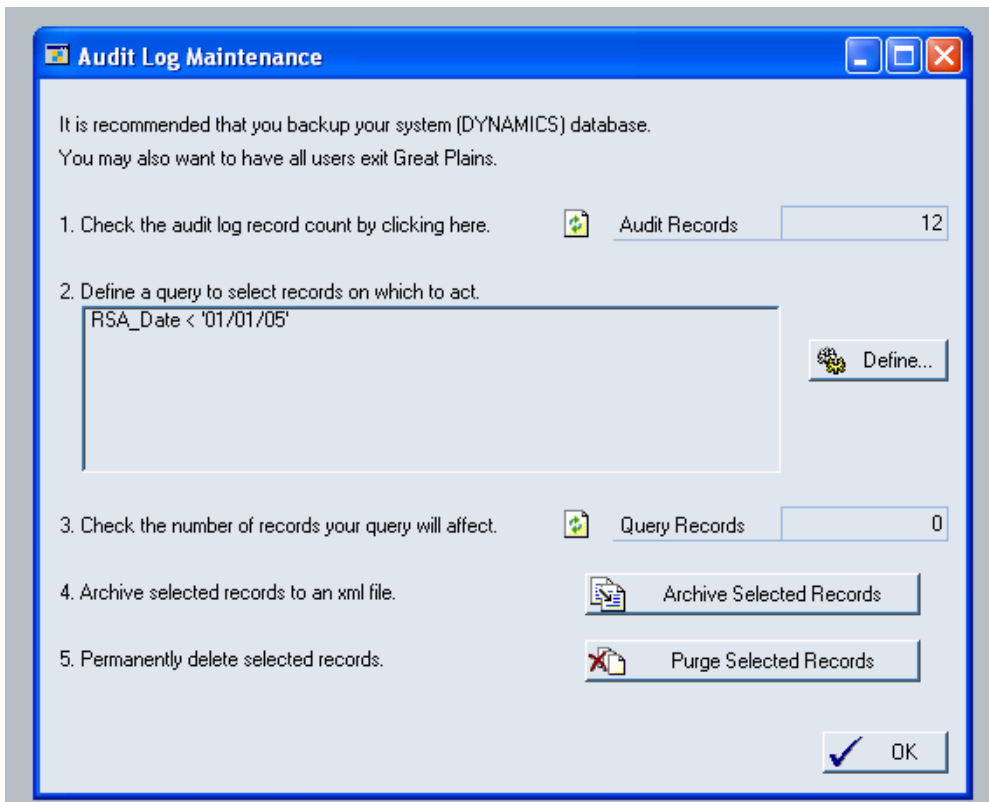 Audit Log Maintenance
It is recommended that you backup your system (DYNAMICS) database.
You may also want to have all users exit Great Plains.
1. Check the audit log record count by clicking here. Audit Records 12
2. Define a query to select records on which to act.
RSA_Date < '01/01/05'
Define...
3. Check the number of records your query will affect. Query Records 0
4. Archive selected records to an xml file. Archive Selected Records
5. Permanently delete selected records. Purge Selected Records
OK